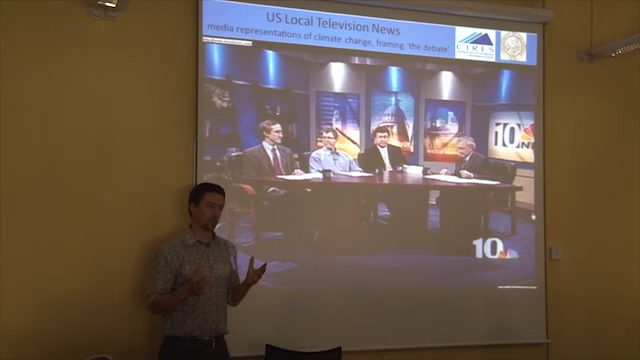 US Local Television News
media representations of climate change, framing 'the debate'
CIRES
10
10